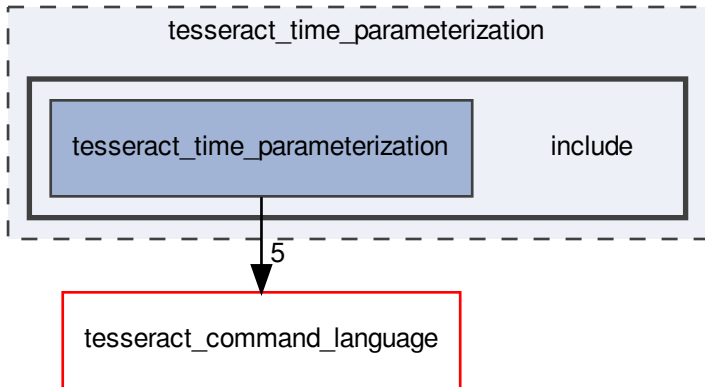 tesseract_time_parameterization
tesseract_time_parameterization
include
5
tesseract_command_language